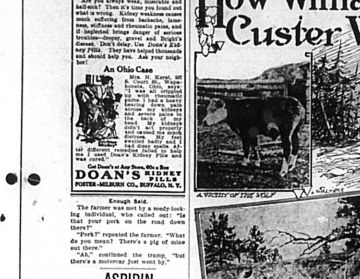 Are you always weak, miserable and
half-sick? Then it's time you found out
what is wrong. Kidney weakness causes
much suffering from backache, lame-
ness, stiffness and rheumatic pains, and
if neglected brings danger of serious
troubles—dropsy, gravel and Bright's
disease. Don't delay. Use Doan's Kid-
ney Pills. They have helped thousands
and should help you. Ask your neigh-
bor!
An Ohio Case
Mrs. H. Kerst,
S. Court St., Wapa-
koneta, Ohio, says:
"I was all crippled
up with rheumatic
pains. I had a heavy
bearing down pain
across my kidneys
and severe pains in
the back of my
head. My kidneys
didn't act properly
and caused me much
distress. My feet
swelled badly and I
had dizzy spells. Af-
ter different remedies failed to help
me I used Doan's Kidney Pills and
was cured."
Get Doan's at Any Store, 60c a Box
DOAN'S KIDNEY PILLS
FOSTER-MILBURN CO., BUFFALO, N. Y.
Enough Said.
The farmer was met by a seedy-look-
ing individual, who called out: "Is
that your pork on the road down
there?"
"Pork?" repeated the farmer. "What
do you mean? There's a pig of mine
out there."
"Ah," continued the tramp, "but
there's a motorcar just went by."
ASPIRIN
How
Custer
A VICTIM OF THE WOLF